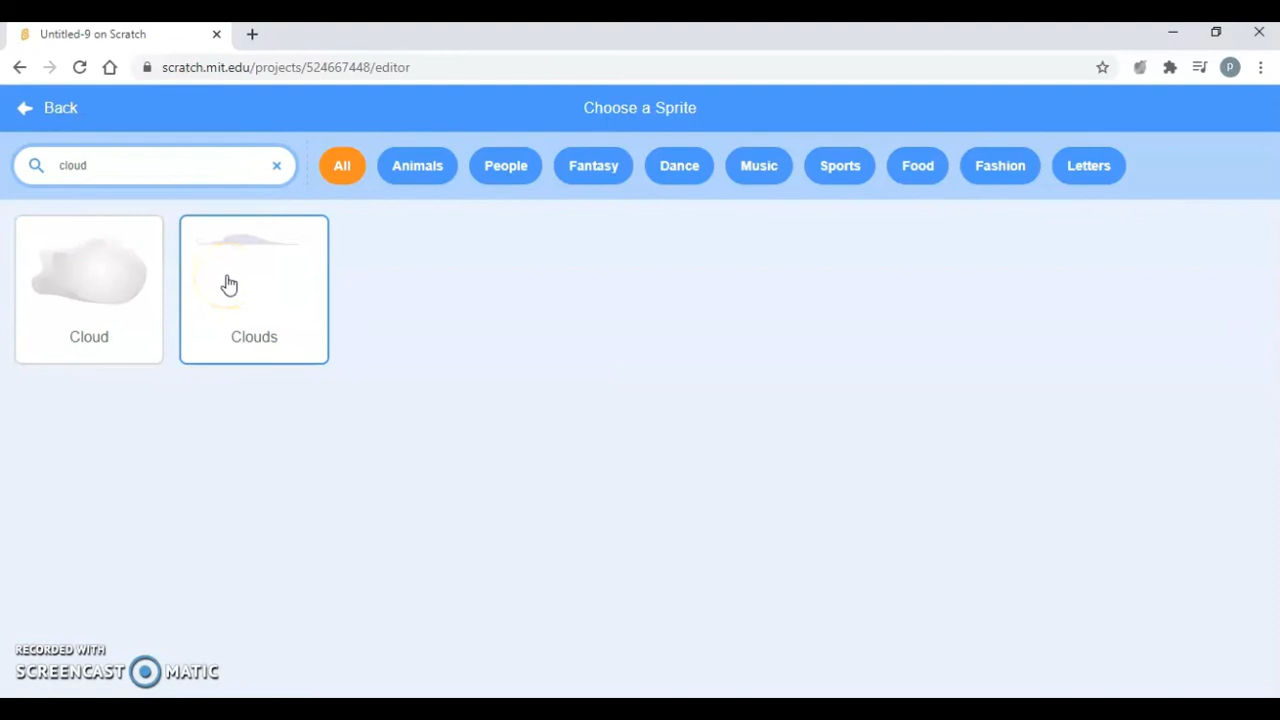 Untitled-9 on Scratch
scratch.mit.edu/projects/524667448/editor
P
Back
Choose a Sprite
cloud
All
Animals
People
Fantasy
Dance
Music
Sports
Food
Fashion
Letters
Cloud
Clouds
RECORDED WITH
SCREENCAST MATIC